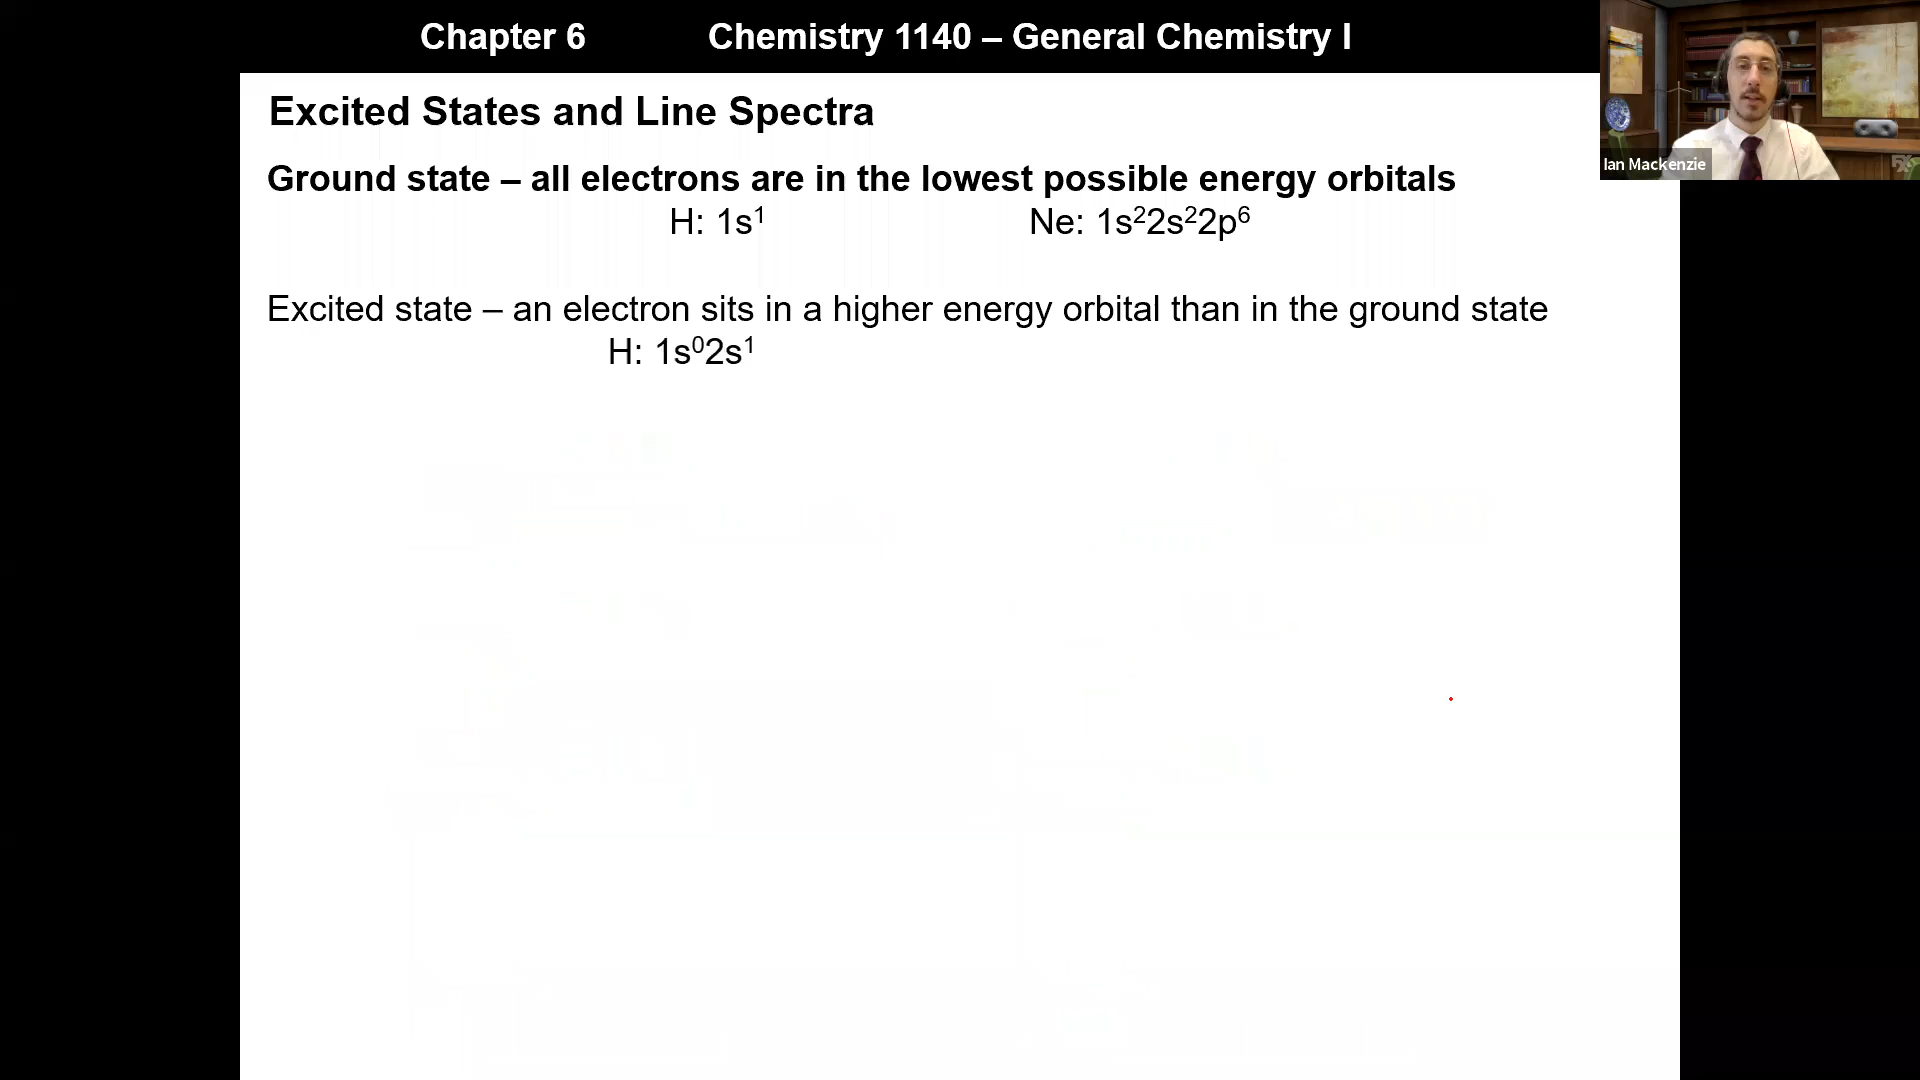 Chapter 6 Chemistry 1140 – General Chemistry I
Excited States and Line Spectra
Ground state – all electrons are in the lowest possible energy orbitals
H: 1s¹ Ne: 1s²2s²2p⁶
Excited state – an electron sits in a higher energy orbital than in the ground state
H: 1s⁰2s¹
Ian Mackenzie